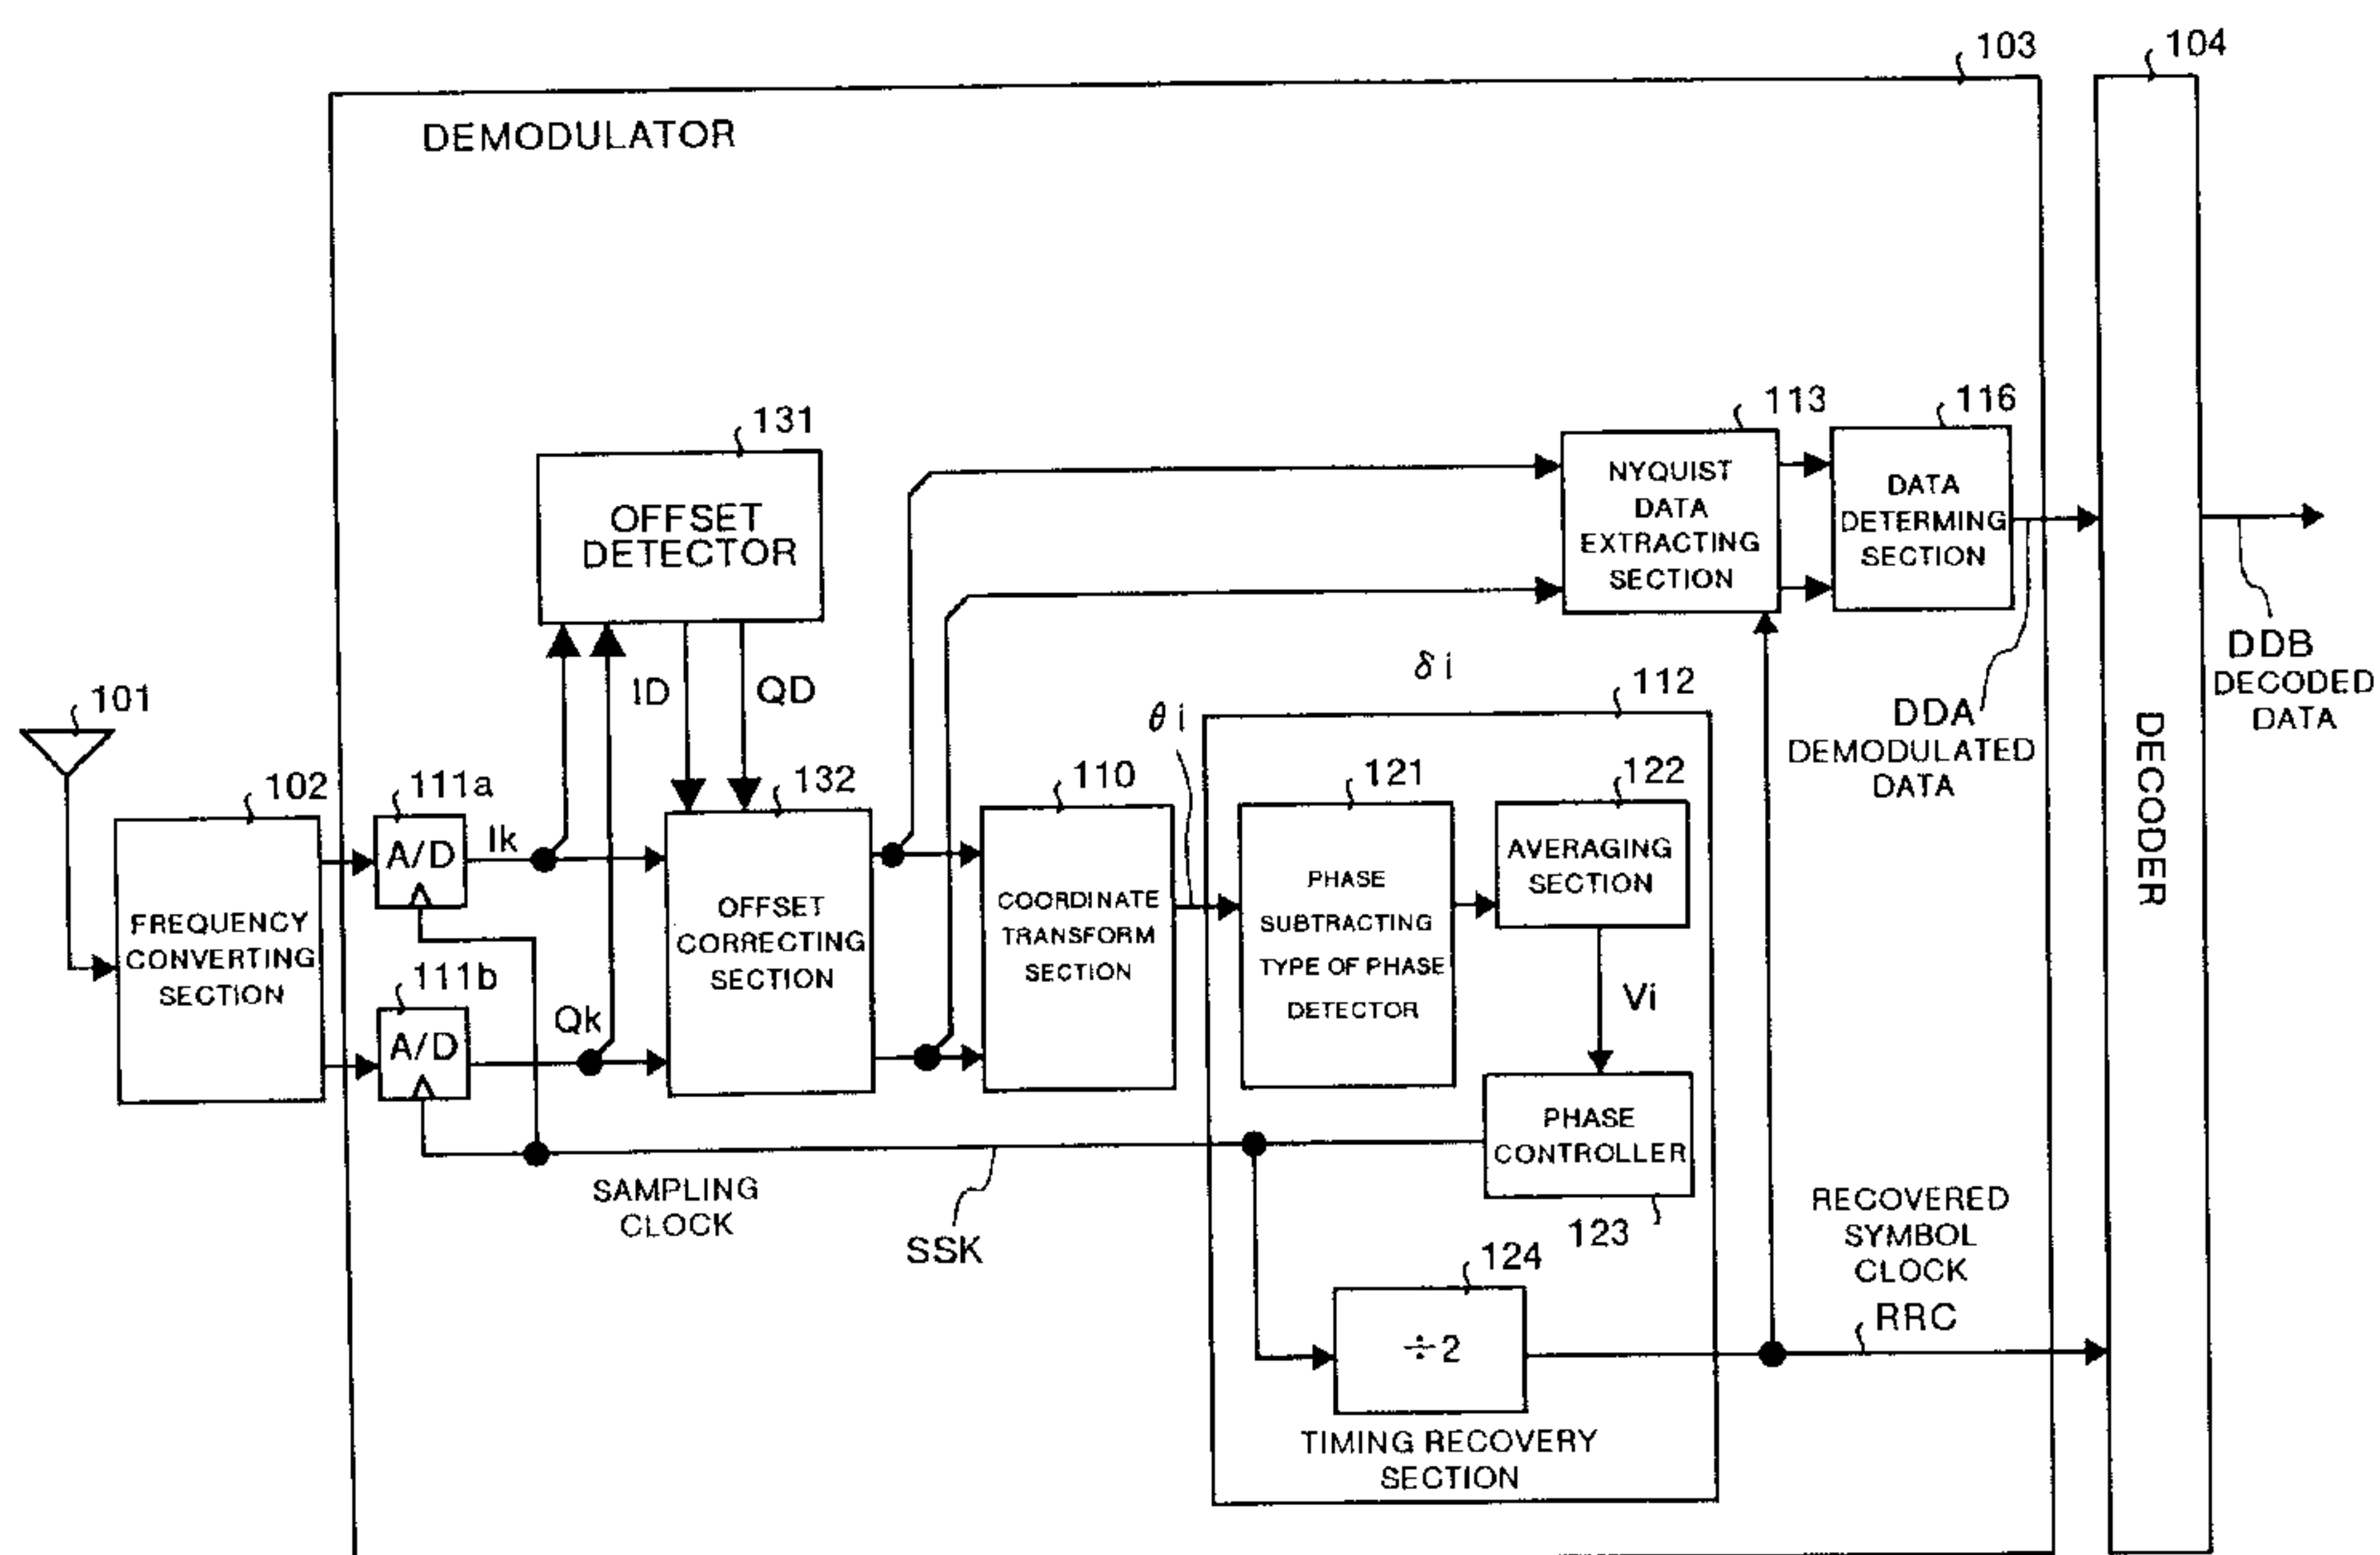 103
104
DEMODULATOR
131
OFFSET
DETECTOR
113
116
NYQUIST
DATA
EXTRACTING
SECTION
DATA
DETERMING
SECTION
ID
QD
δi
θi
112
DDA
DEMODULATED
DATA
DDB
DECODED
DATA
DECODER
101
102
111a
Ik
132
110
121
122
A/D
FREQUENCY
CONVERTING
SECTION
OFFSET
CORRECTING
SECTION
COORDINATE
TRANSFORM
SECTION
PHASE
SUBTRACTING
TYPE OF PHASE
DETECTOR
AVERAGING
SECTION
111b
A/D
Qk
Vi
PHASE
CONTROLLER
123
SAMPLING
CLOCK
SSK
124
÷2
RECOVERED
SYMBOL
CLOCK
RRC
TIMING RECOVERY
SECTION